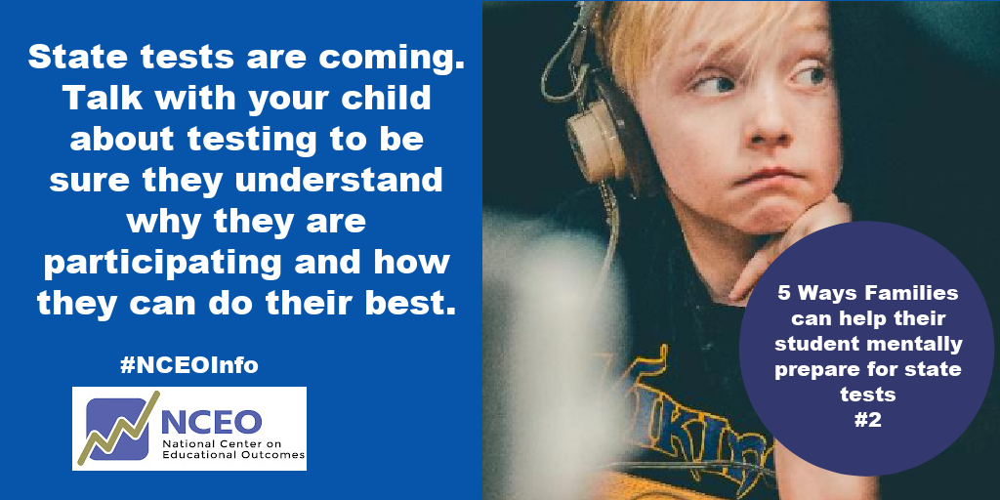 State tests are coming.
Talk with your child
about testing to be
sure they understand
why they are
participating and how
they can do their best.
#NCEOInfo
NCEO
National Center on
Educational Outcomes
5 Ways Families
can help their
student mentally
prepare for state
tests
#2